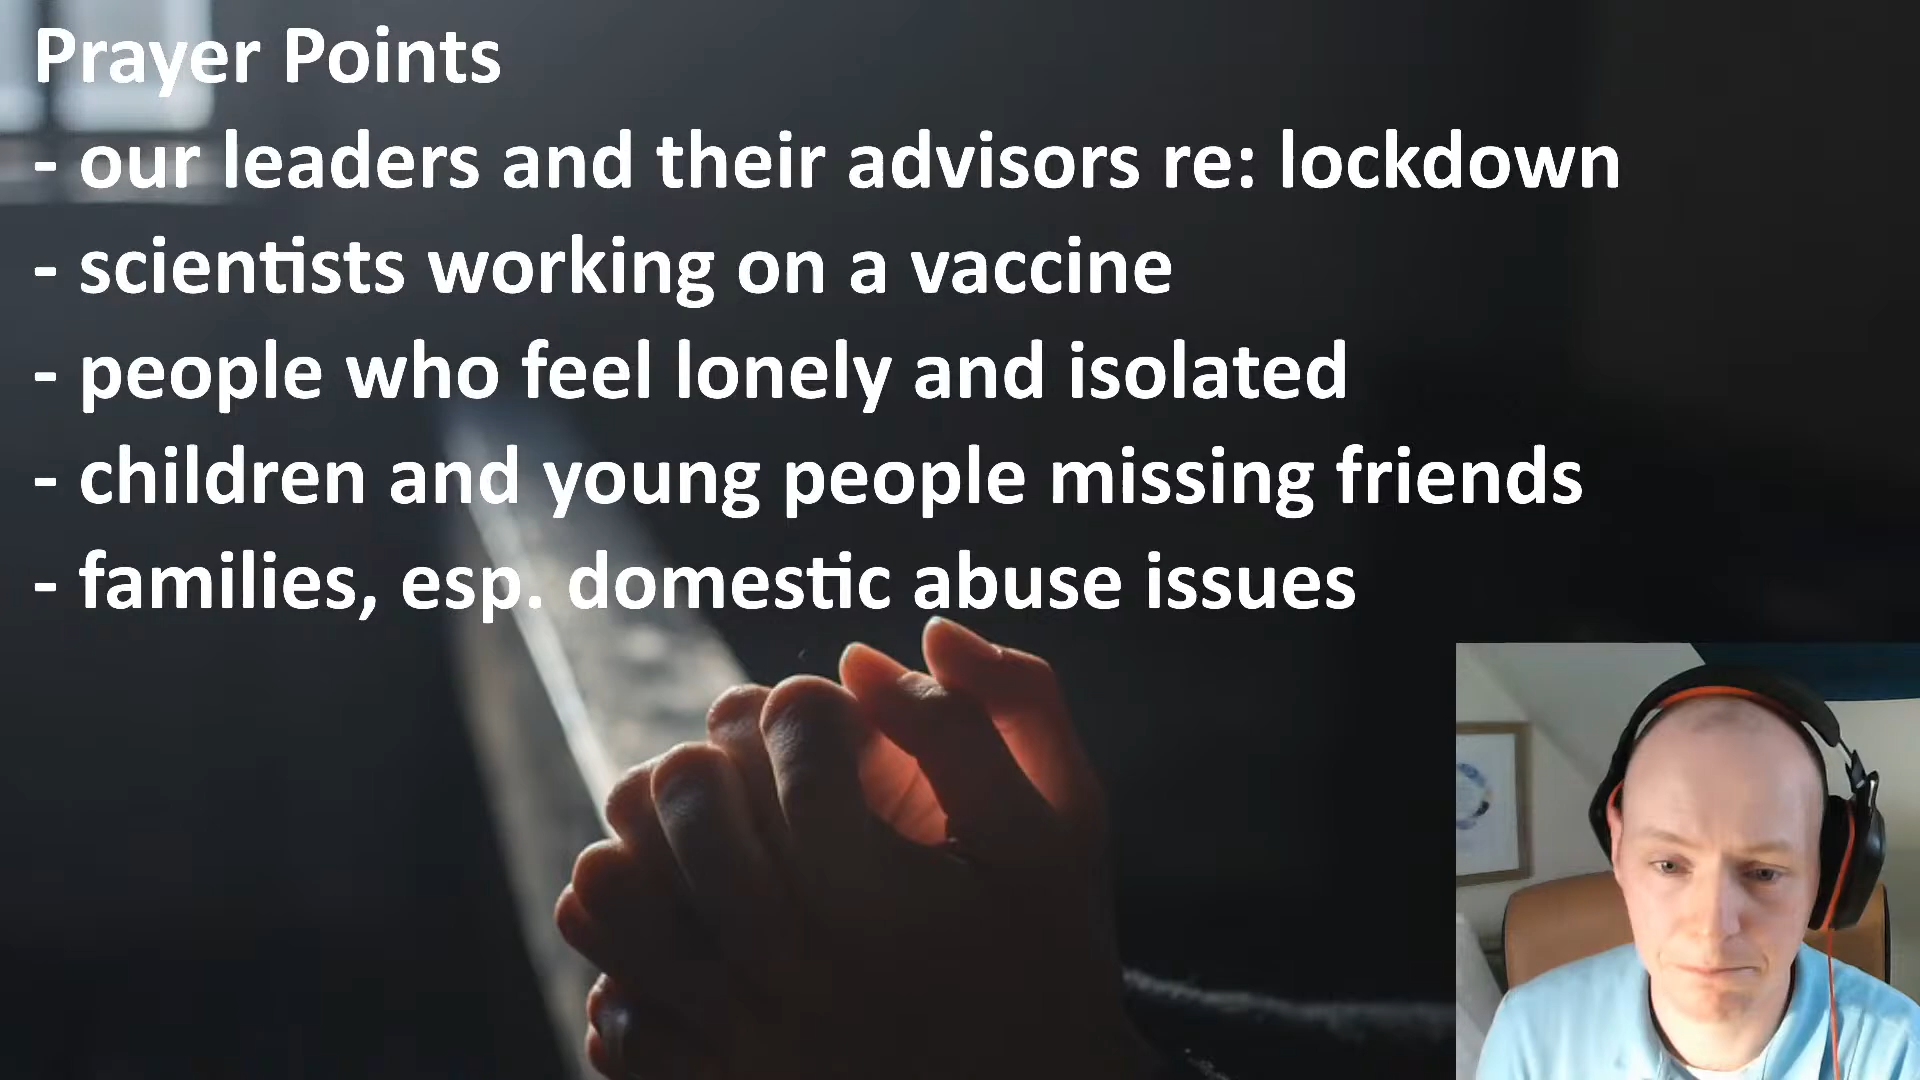 Prayer Points
- our leaders and their advisors re: lockdown
- scientists working on a vaccine
- people who feel lonely and isolated
- children and young people missing friends
- families, esp. domestic abuse issues